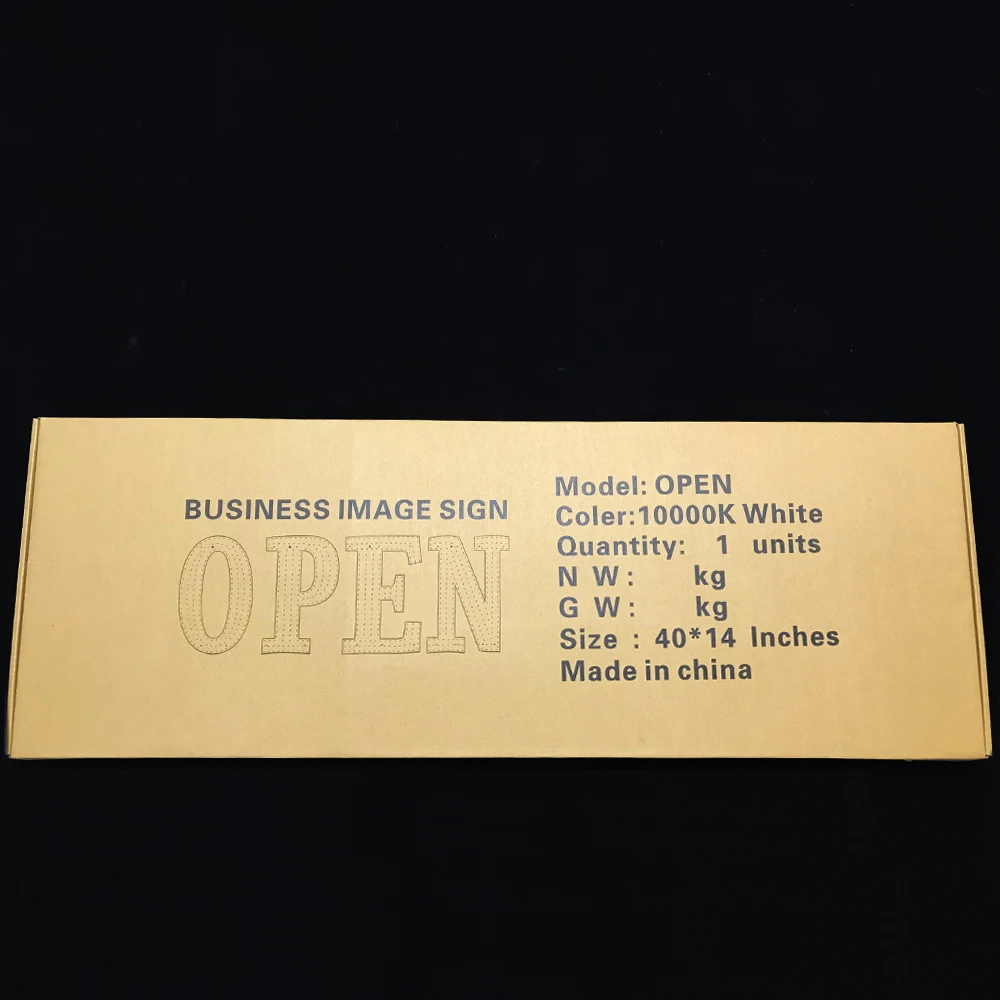 BUSINESS IMAGE SIGN
OPEN
Model: OPEN
Coler:10000K White
Quantity: 1 units
N W: kg
G W: kg
Size : 40*14 Inches
Made in china